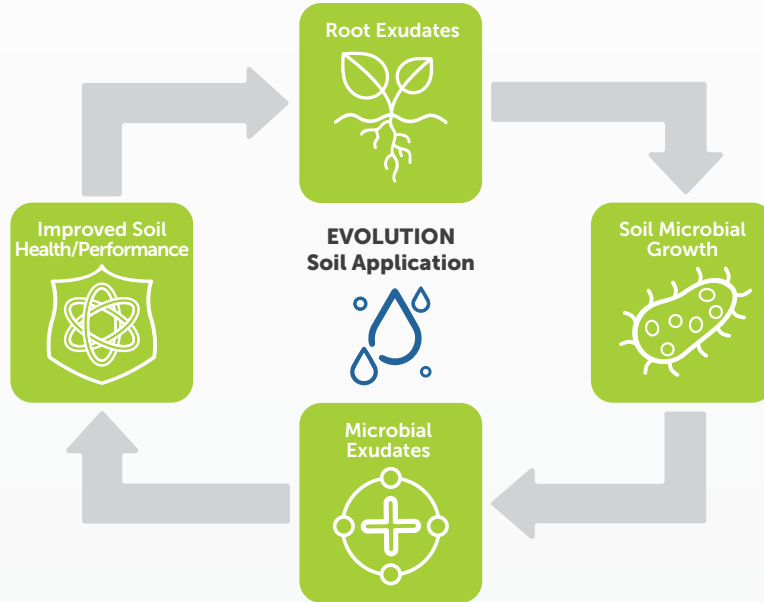 Root Exudates
Improved Soil
Health/Performance
EVOLUTION
Soil Application
Soil Microbial
Growth
Microbial
Exudates